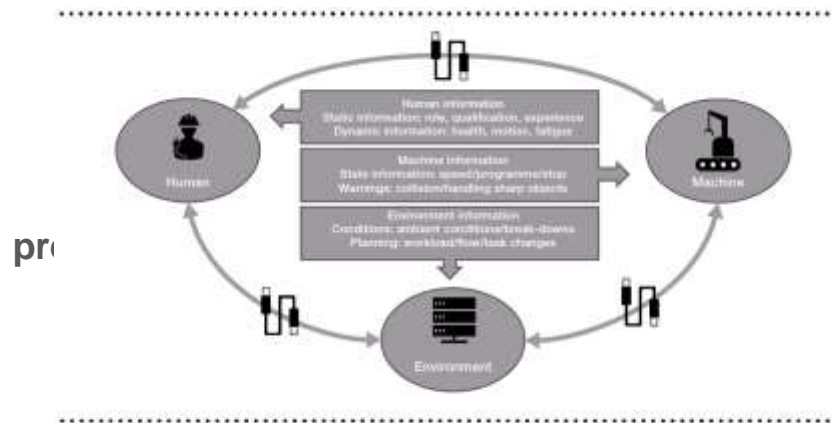 Human information
Static information: role, qualification, experience
Dynamic information: health, motion, fatigue
Human
Machine information
State information: speed/programme/stop
Warnings: collision/handling sharp objects
Machine
Environment information
Conditions: ambient conditions/break-downs
Planning: workload/flow/task changes
Environment